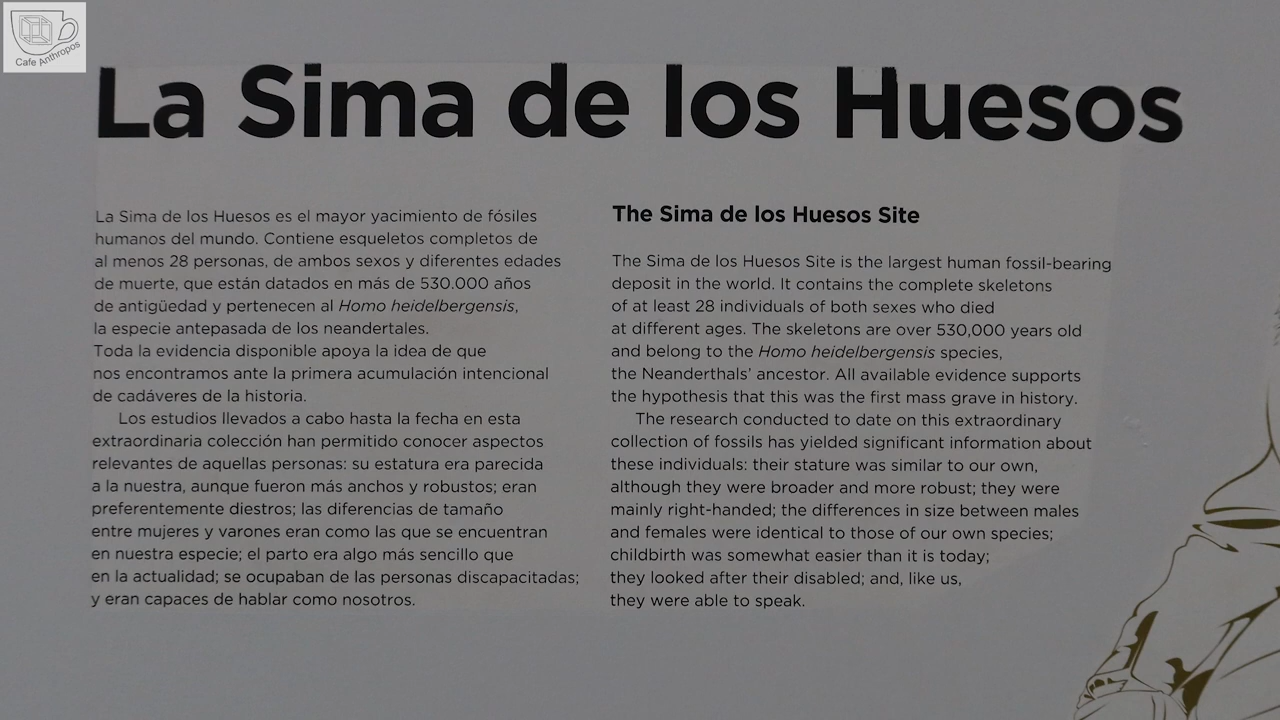 Cafe Anthropos
La Sima de los Huesos
La Sima de los Huesos es el mayor yacimiento de fósiles
humanos del mundo. Contiene esqueletos completos de
al menos 28 personas, de ambos sexos y diferentes edades
de muerte, que están datados en más de 530.000 años
de antigüedad y pertenecen al Homo heidelbergensis,
la especie antepasada de los neandertales.
Toda la evidencia disponible apoya la idea de que
nos encontramos ante la primera acumulación intencional
de cadáveres de la historia.
Los estudios llevados a cabo hasta la fecha en esta
extraordinaria colección han permitido conocer aspectos
relevantes de aquellas personas: su estatura era parecida
a la nuestra, aunque fueron más anchos y robustos; eran
preferentemente diestros; las diferencias de tamaño
entre mujeres y varones eran como las que se encuentran
en nuestra especie; el parto era algo más sencillo que
en la actualidad; se ocupaban de las personas discapacitadas;
y eran capaces de hablar como nosotros.
The Sima de los Huesos Site
The Sima de los Huesos Site is the largest human fossil-bearing
deposit in the world. It contains the complete skeletons
of at least 28 individuals of both sexes who died
at different ages. The skeletons are over 530,000 years old
and belong to the Homo heidelbergensis species,
the Neanderthals' ancestor. All available evidence supports
the hypothesis that this was the first mass grave in history.
The research conducted to date on this extraordinary
collection of fossils has yielded significant information about
these individuals: their stature was similar to our own,
although they were broader and more robust; they were
mainly right-handed; the differences in size between males
and females were identical to those of our own species;
childbirth was somewhat easier than it is today;
they looked after their disabled; and, like us,
they were able to speak.